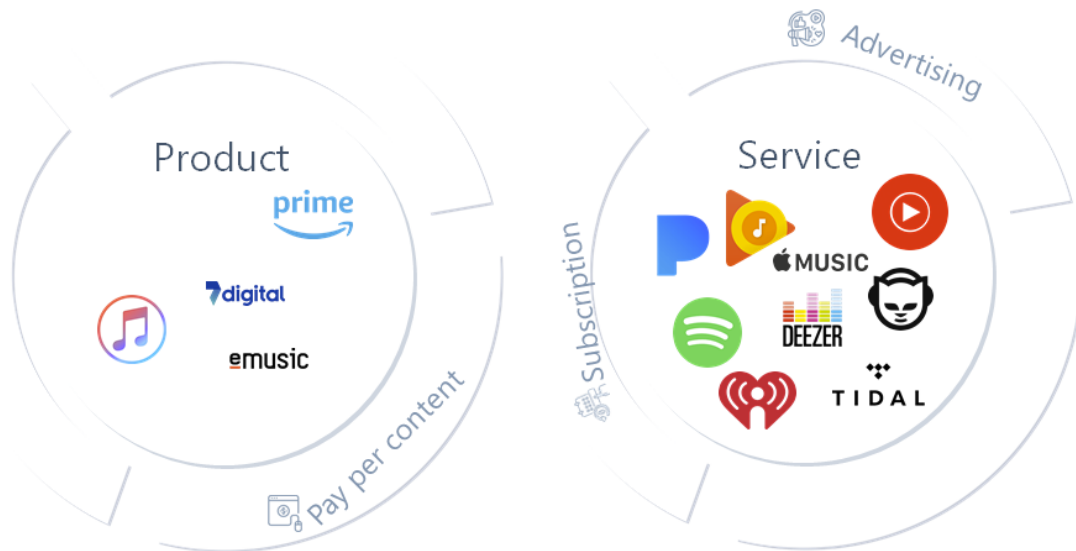 Product
prime
7digital
emusic
Pay per content
Advertising
Service
MUSIC
DEEZER
TIDAL
Subscription